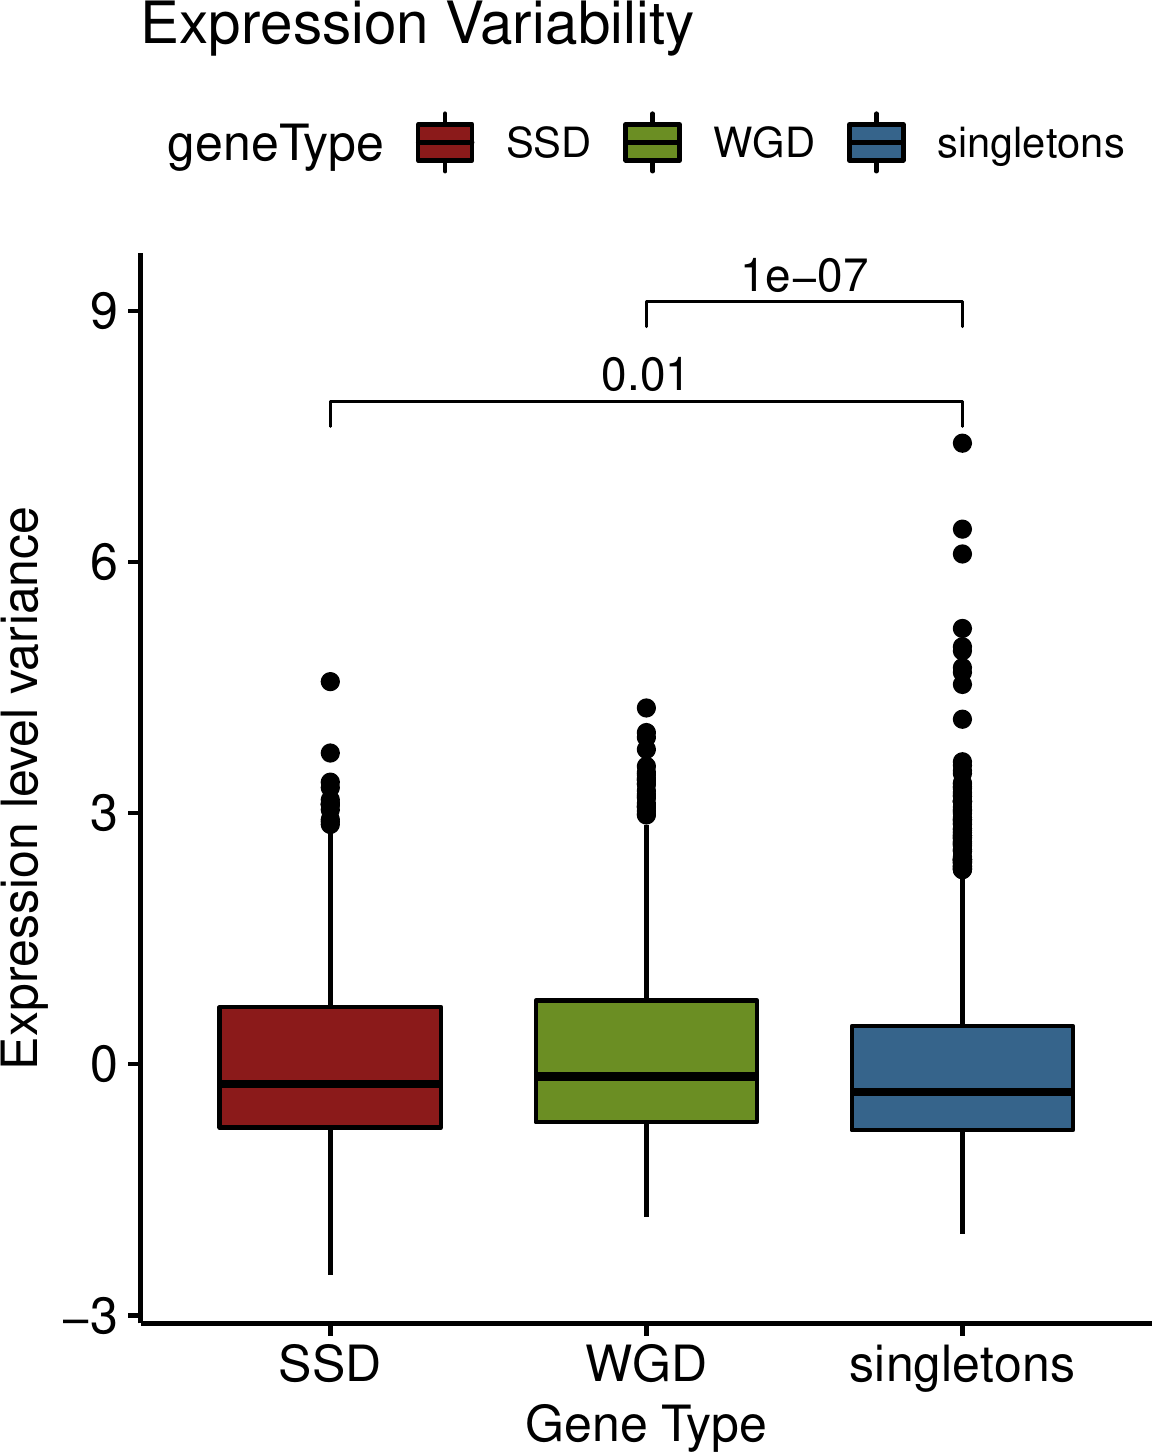 Expression Variability
geneType SSD WGD singletons
1e−07
0.01
9
6
3
0
−3
Expression level variance
SSD WGD singletons
Gene Type